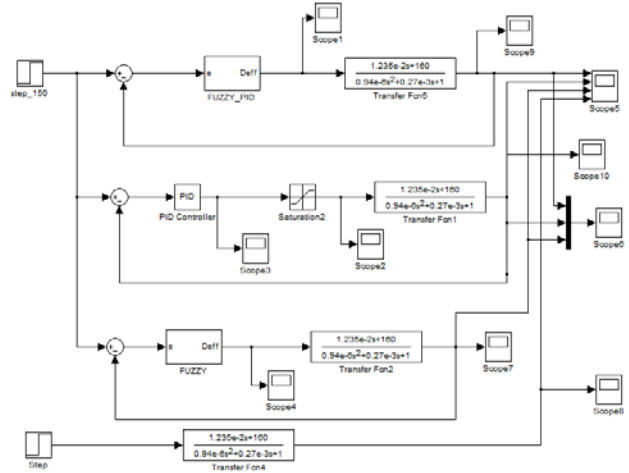 Scope1
Scope9
step_150
e Deff
FUZZY_PID
1.235e-2s+160
0.94e-6s²+0.27e-3s+1
Transfer Fcn5
Scope5
Scope10
PID
PID Controller
Saturation2
1.235e-2s+160
0.94e-6s²+0.27e-3s+1
Transfer Fcn1
Scope3
Scope2
Scope6
e Deff
FUZZY
1.235e-2s+160
0.94e-6s²+0.27e-3s+1
Transfer Fcn2
Scope7
Scope4
Scope8
Step
1.235e-2s+160
0.94e-6s²+0.27e-3s+1
Transfer Fcn4